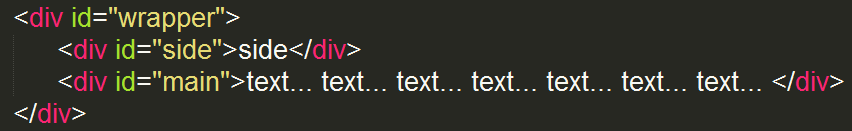 <div id="wrapper">
<div id="side">side</div>
<div id="main">text... text... text... text... text... text... text... </div>
</div>